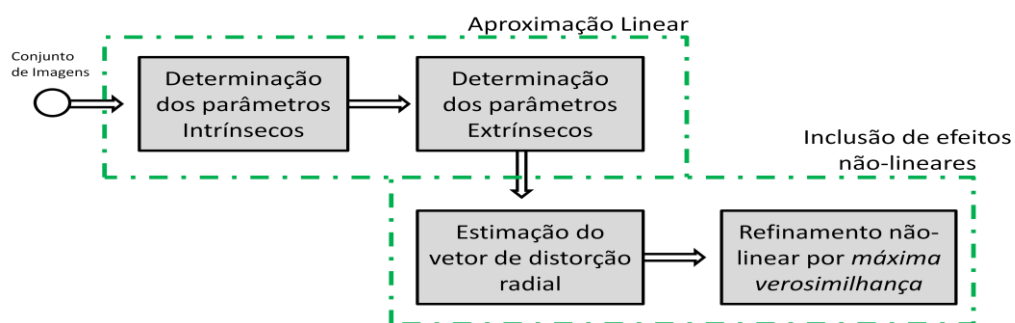 Aproximação Linear
Conjunto
de Imagens
Determinação
dos parâmetros
Intrínsecos
Determinação
dos parâmetros
Extrínsecos
Inclusão de efeitos
não-lineares
Estimação do
vetor de distorção
radial
Refinamento não-
linear por máxima
verosimilhança